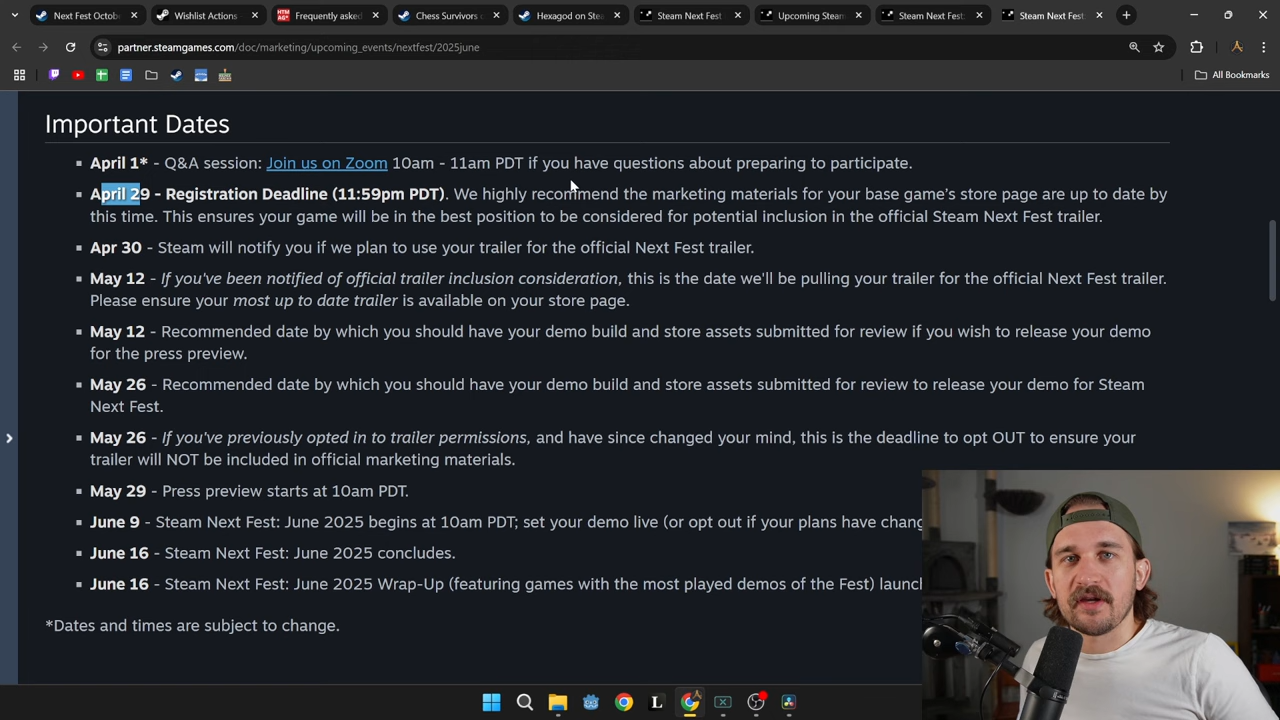 Next Fest Octobe
Wishlist Actions -
Frequently asked
Chess Survivors o
Hexagod on Stea
Steam Next Fest:
Upcoming Steam
Steam Next Fest:
Steam Next Fest:
partner.steamgames.com/doc/marketing/upcoming_events/nextfest/2025june
All Bookmarks
Important Dates
April 1* - Q&A session: Join us on Zoom 10am - 11am PDT if you have questions about preparing to participate.
April 29 - Registration Deadline (11:59pm PDT). We highly recommend the marketing materials for your base game's store page are up to date by
this time. This ensures your game will be in the best position to be considered for potential inclusion in the official Steam Next Fest trailer.
Apr 30 - Steam will notify you if we plan to use your trailer for the official Next Fest trailer.
May 12 - If you've been notified of official trailer inclusion consideration, this is the date we'll be pulling your trailer for the official Next Fest trailer.
Please ensure your most up to date trailer is available on your store page.
May 12 - Recommended date by which you should have your demo build and store assets submitted for review if you wish to release your demo
for the press preview.
May 26 - Recommended date by which you should have your demo build and store assets submitted for review to release your demo for Steam
Next Fest.
May 26 - If you've previously opted in to trailer permissions, and have since changed your mind, this is the deadline to opt OUT to ensure your
trailer will NOT be included in official marketing materials.
May 29 - Press preview starts at 10am PDT.
June 9 - Steam Next Fest: June 2025 begins at 10am PDT; set your demo live (or opt out if your plans have chang
June 16 - Steam Next Fest: June 2025 concludes.
June 16 - Steam Next Fest: June 2025 Wrap-Up (featuring games with the most played demos of the Fest) launc
*Dates and times are subject to change.